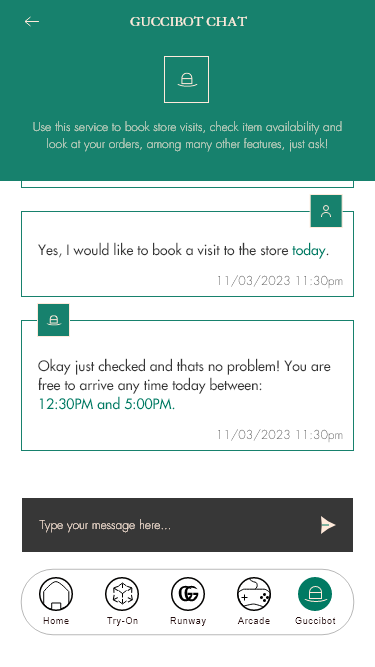 GUCCIBOT CHAT
Use this service to book store visits, check item availability and
look at your orders, among many other features, just ask!
Yes, I would like to book a visit to the store today.
11/03/2023 11:30pm
Okay just checked and thats no problem! You are
free to arrive any time today between:
12:30PM and 5:00PM.
11/03/2023 11:30pm
Type your message here...
Home Try-On Runway Arcade Guccibot